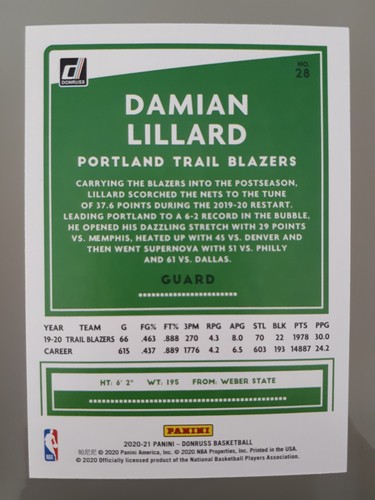 DONRUSS
NO.
28
DAMIAN
LILLARD
PORTLAND TRAIL BLAZERS
CARRYING THE BLAZERS INTO THE POSTSEASON,
LILLARD SCORCHED THE NETS TO THE TUNE
OF 37.6 POINTS DURING THE 2019-20 RESTART.
LEADING PORTLAND TO A 6-2 RECORD IN THE BUBBLE,
HE OPENED HIS DAZZLING STRETCH WITH 29 POINTS
VS. MEMPHIS, HEATED UP WITH 45 VS. DENVER AND
THEN WENT SUPERNOVA WITH 51 VS. PHILLY
AND 61 VS. DALLAS.
GUARD
YEAR TEAM G FG% FT% 3PM RPG APG STL BLK PTS PPG
19-20 TRAIL BLAZERS 66 .463 .888 270 4.3 8.0 70 22 1978 30.0
CAREER 615 .437 .889 1776 4.2 6.5 603 193 14887 24.2
HT: 6' 2" WT: 195 FROM: WEBER STATE
PANINI
2020-21 PANINI - DONRUSS BASKETBALL
帕尼尼 © 2020 Panini America, Inc. © 2020 NBA Properties, Inc. Printed in the USA.
© 2020 Officially licensed product of the National Basketball Players Association.
NBA